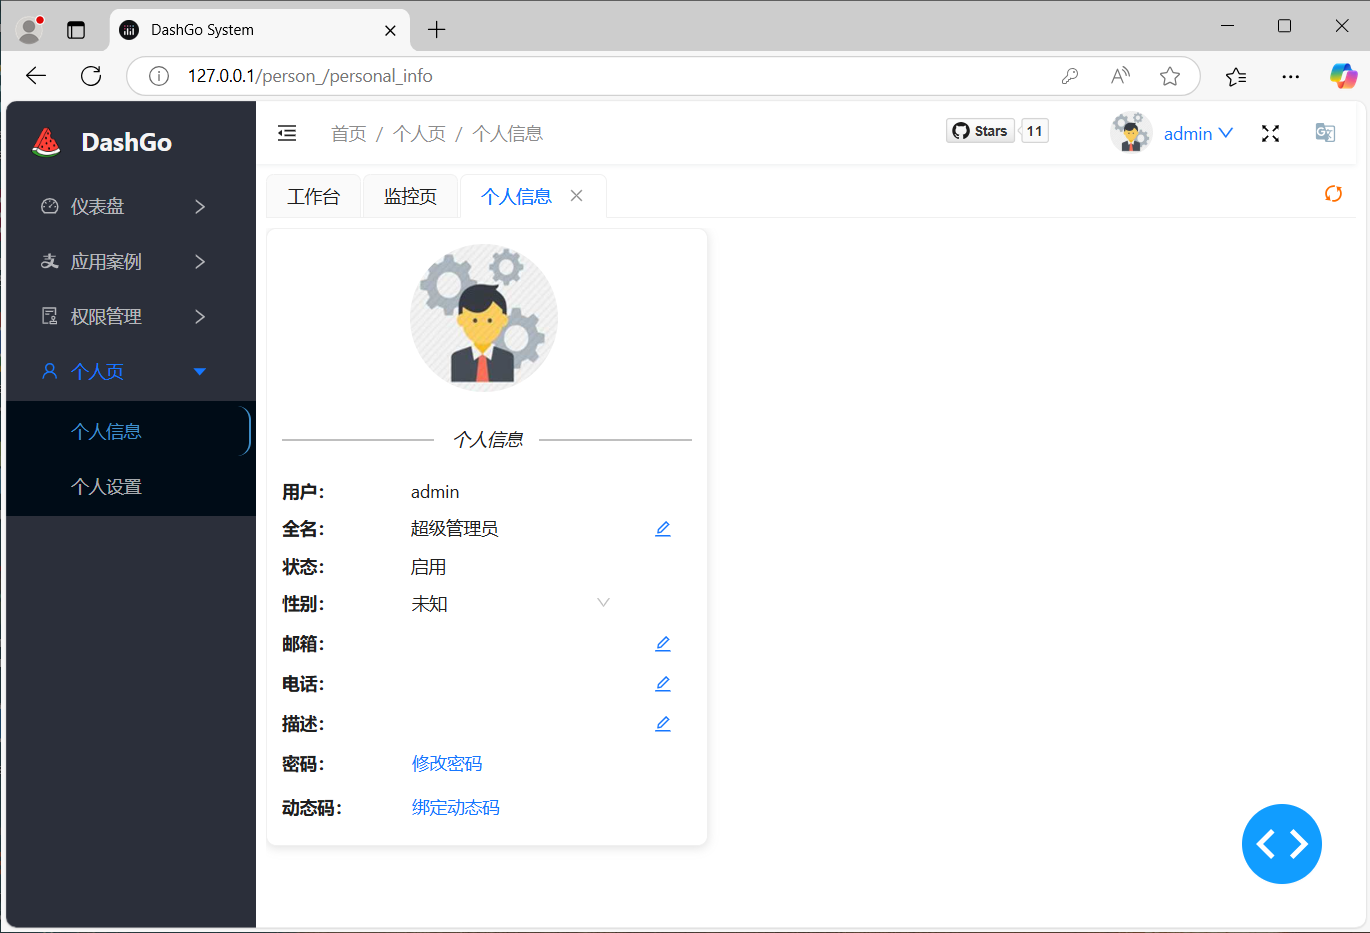 DashGo System
127.0.0.1/person_/personal_info
DashGo
首页 / 个人页 / 个人信息
Stars 11
admin
仪表盘
应用案例
权限管理
个人页
个人信息
个人设置
工作台 监控页 个人信息
个人信息
用户： admin
全名： 超级管理员
状态： 启用
性别： 未知
邮箱：
电话：
描述：
密码： 修改密码
动态码： 绑定动态码